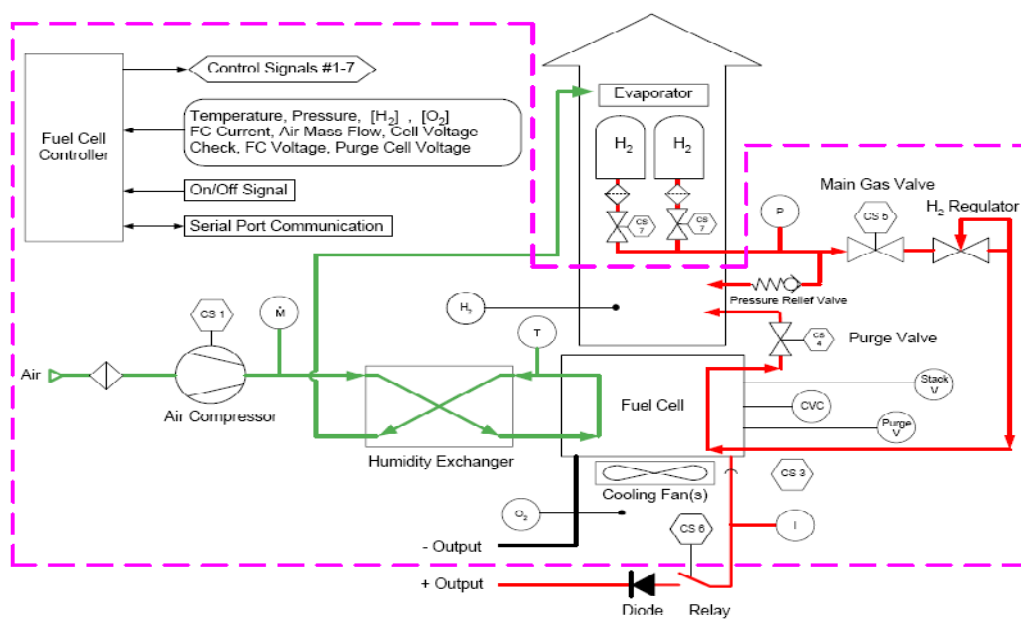 Control Signals #1-7
Fuel Cell
Controller
Temperature, Pressure, [H2] , [O2]
FC Current, Air Mass Flow, Cell Voltage
Check, FC Voltage, Purge Cell Voltage
On/Off Signal
Serial Port Communication
Evaporator
H2
H2
CS
7
CS
7
P
Main Gas Valve
CS 5
H2 Regulator
Pressure Relief Valve
H2
CS
4
Purge Valve
CS 1
Ṁ
T
Air
Air Compressor
Humidity Exchanger
Fuel Cell
Stack
V
CVC
Purge
V
CS 3
Cooling Fan(s)
O2
CS 6
I
- Output
+ Output
Diode
Relay